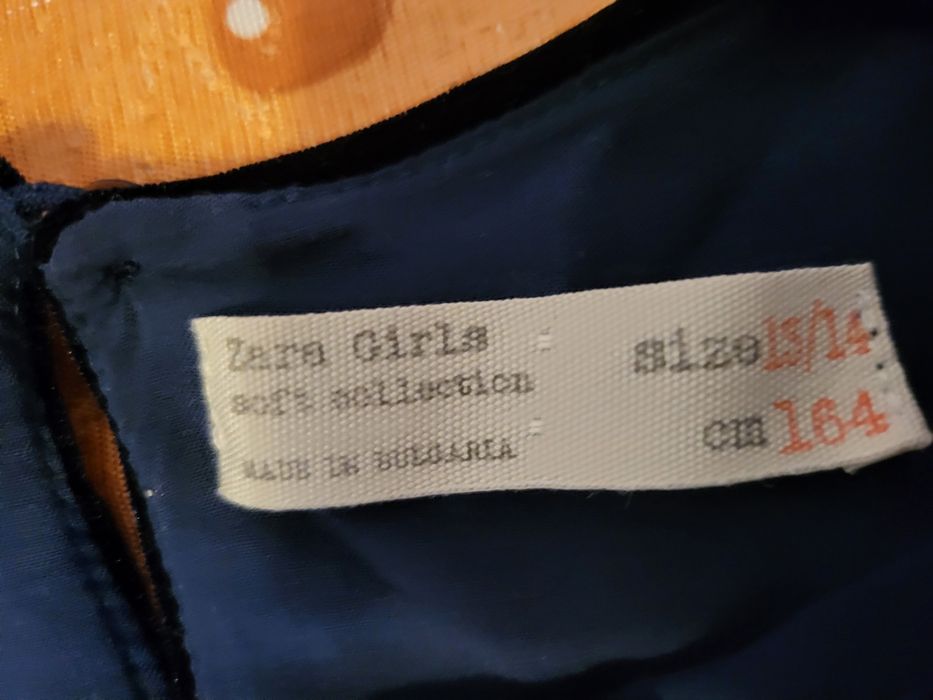 Zara Girls
soft collection
MADE IN BULGARIA
size 13/14
cm 164